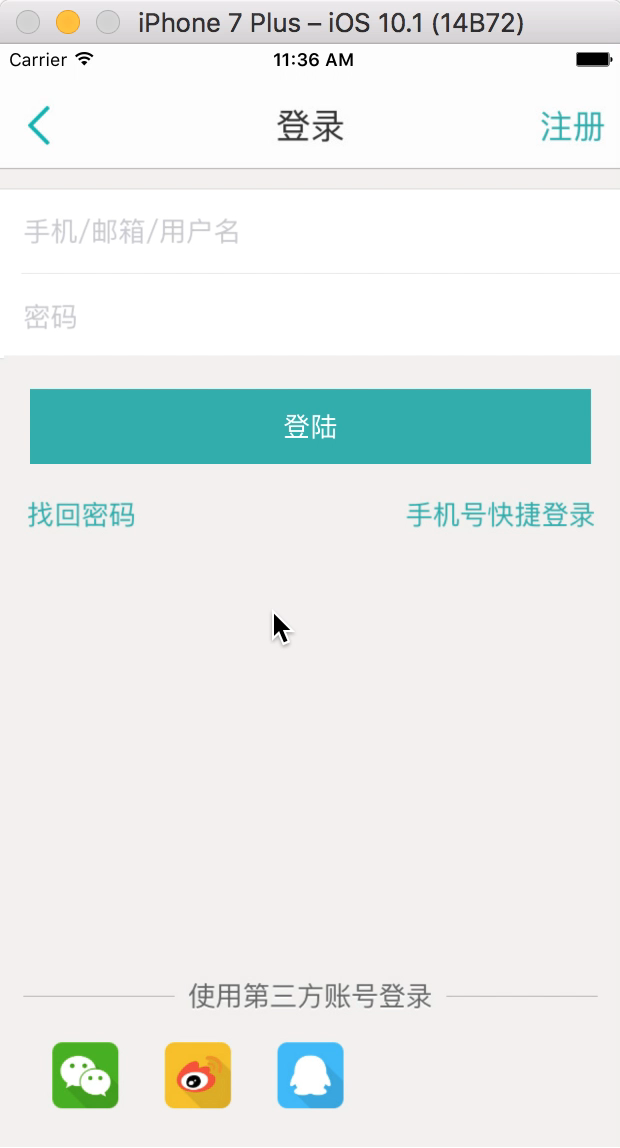 iPhone 7 Plus – iOS 10.1 (14B72)
Carrier 11:36 AM
登录 注册
手机/邮箱/用户名
密码
登陆
找回密码 手机号快捷登录
使用第三方账号登录